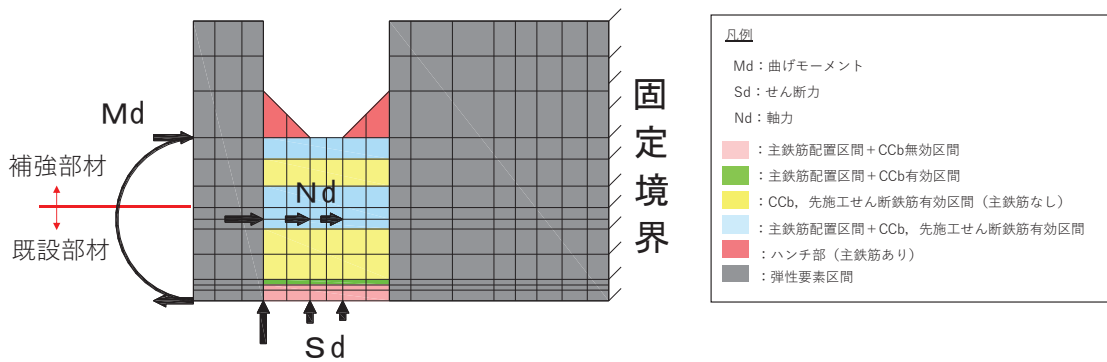 Md
補強部材
既設部材
Nd
Sd
固定境界
凡例
Md：曲げモーメント
Sd：せん断力
Nd：軸力
：主鉄筋配置区間＋CCb無効区間
：主鉄筋配置区間＋CCb有効区間
：CCb，先施工せん断鉄筋有効区間（主鉄筋なし）
：主鉄筋配置区間＋CCb，先施工せん断鉄筋有効区間
：ハンチ部（主鉄筋あり）
：弾性要素区間